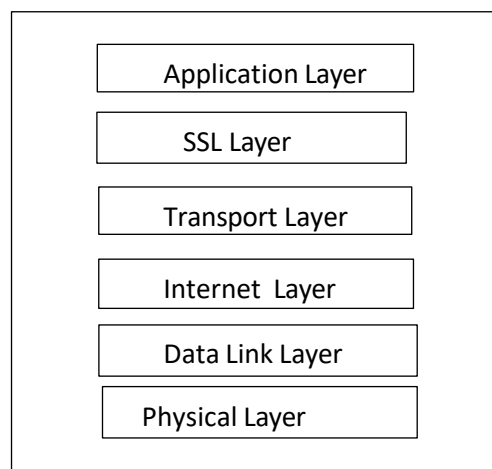 Application Layer
SSL Layer
Transport Layer
Internet Layer
Data Link Layer
Physical Layer